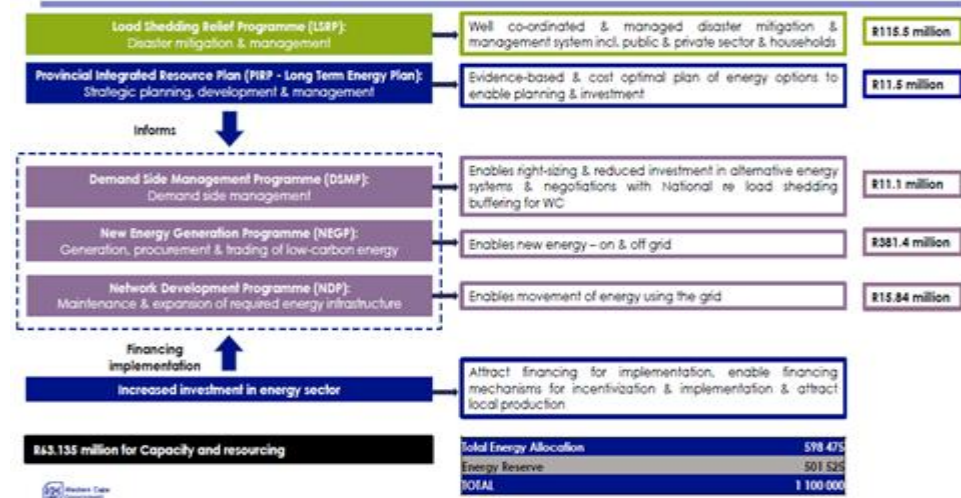 Load Shedding Relief Programme (LSRP):
Disaster mitigation & management
Well co-ordinated & managed disaster mitigation &
management system incl. public & private sector & households
R115.5 million
Provincial Integrated Resource Plan (PIRP - Long Term Energy Plan):
Strategic planning, development & management
Evidence-based & cost optimal plan of energy options to
enable planning & investment
R11.5 million
Informs
Demand Side Management Programme (DSMP):
Demand side management
Enables right-sizing & reduced investment in alternative energy
systems & negotiations with National re load shedding
buffering for WC
R11.1 million
New Energy Generation Programme (NEGP):
Generation, procurement & trading of low-carbon energy
Enables new energy – on & off grid
R381.4 million
Network Development Programme (NDP):
Maintenance & expansion of required energy infrastructure
Enables movement of energy using the grid
R15.84 million
Financing
implementation
Increased investment in energy sector
Attract financing for implementation, enable financing
mechanisms for incentivization & implementation & attract
local production
R63.135 million for Capacity and resourcing
Total Energy Allocation 598 475
Energy Reserve 501 525
TOTAL 1 100 000
Western Cape
Government